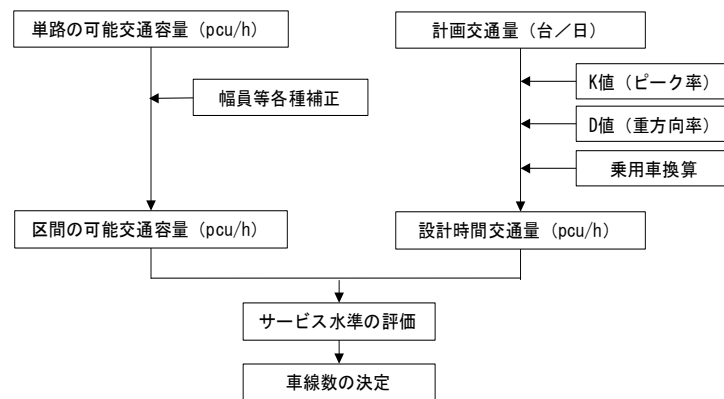 単路の可能交通容量（pcu/h）
計画交通量（台／日）
幅員等各種補正
K値（ピーク率）
D値（重方向率）
乗用車換算
区間の可能交通容量（pcu/h）
設計時間交通量（pcu/h）
サービス水準の評価
車線数の決定